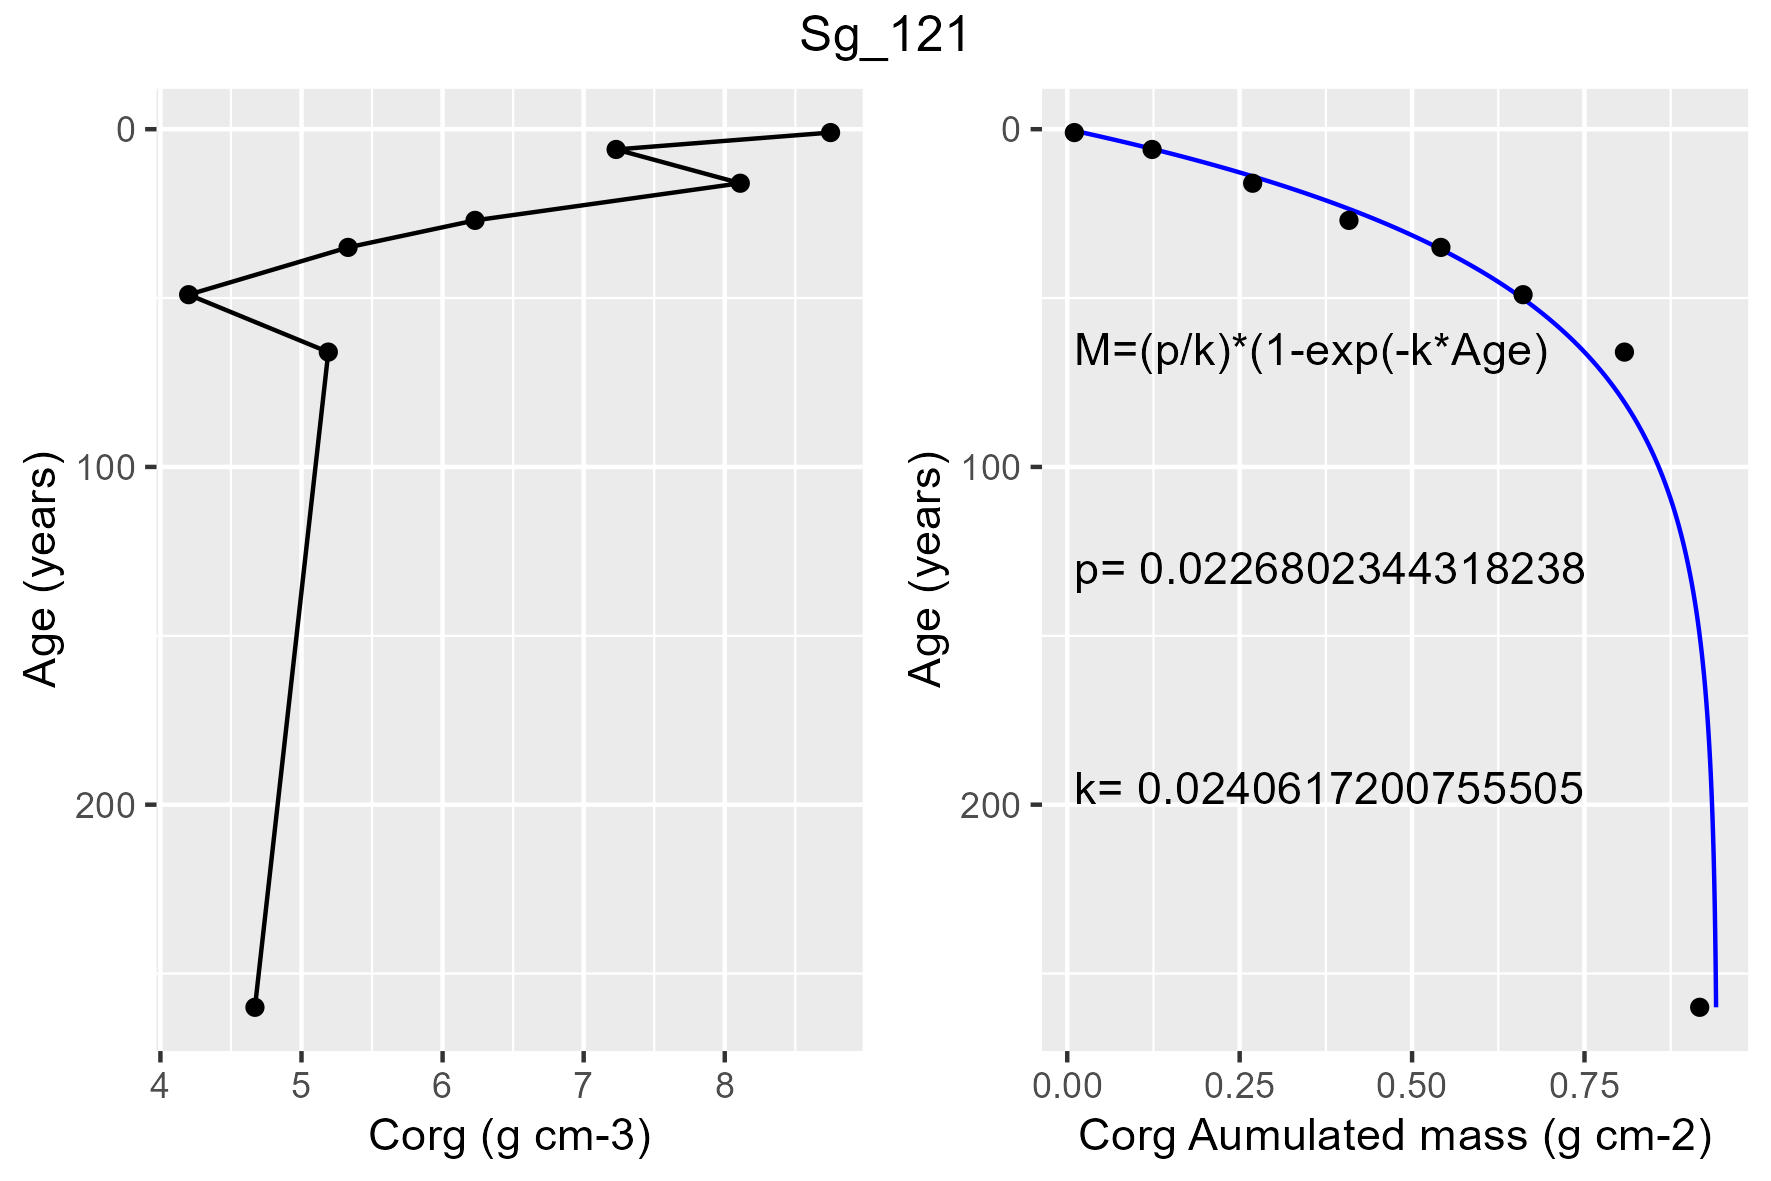 Sg_121
0
100
200
Age (years)
4 5 6 7 8
Corg (g cm-3)
0
100
200
Age (years)
M=(p/k)*(1-exp(-k*Age)
p= 0.0226802344318238
k= 0.0240617200755505
0.00 0.25 0.50 0.75
Corg Aumulated mass (g cm-2)